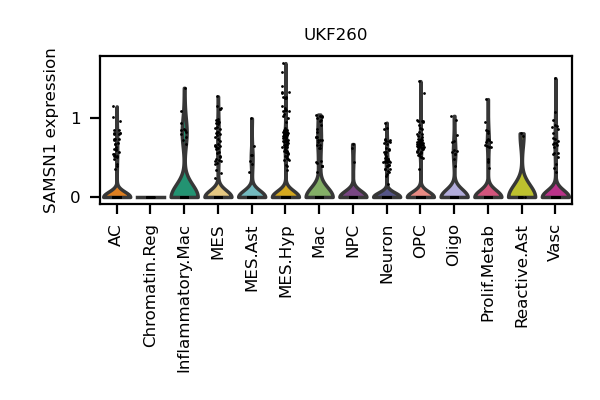 UKF260
SAMSN1 expression
1
0
AC
Chromatin.Reg
Inflammatory.Mac
MES
MES.Ast
MES.Hyp
Mac
NPC
Neuron
OPC
Oligo
Prolif.Metab
Reactive.Ast
Vasc